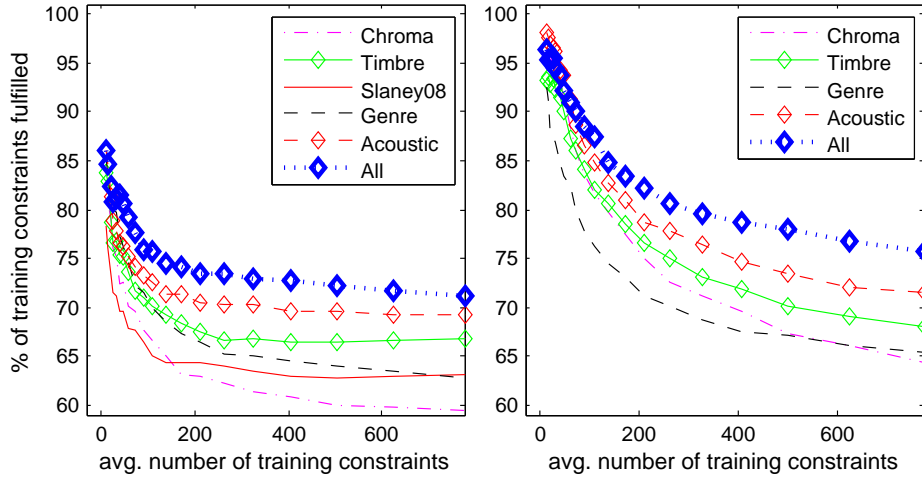 % of training constraints fulfilled
100
95
90
85
80
75
70
65
60
0 200 400 600
avg. number of training constraints
Chroma
Timbre
Slaney08
Genre
Acoustic
All
100
95
90
85
80
75
70
65
60
0 200 400 600
avg. number of training constraints
Chroma
Timbre
Genre
Acoustic
All